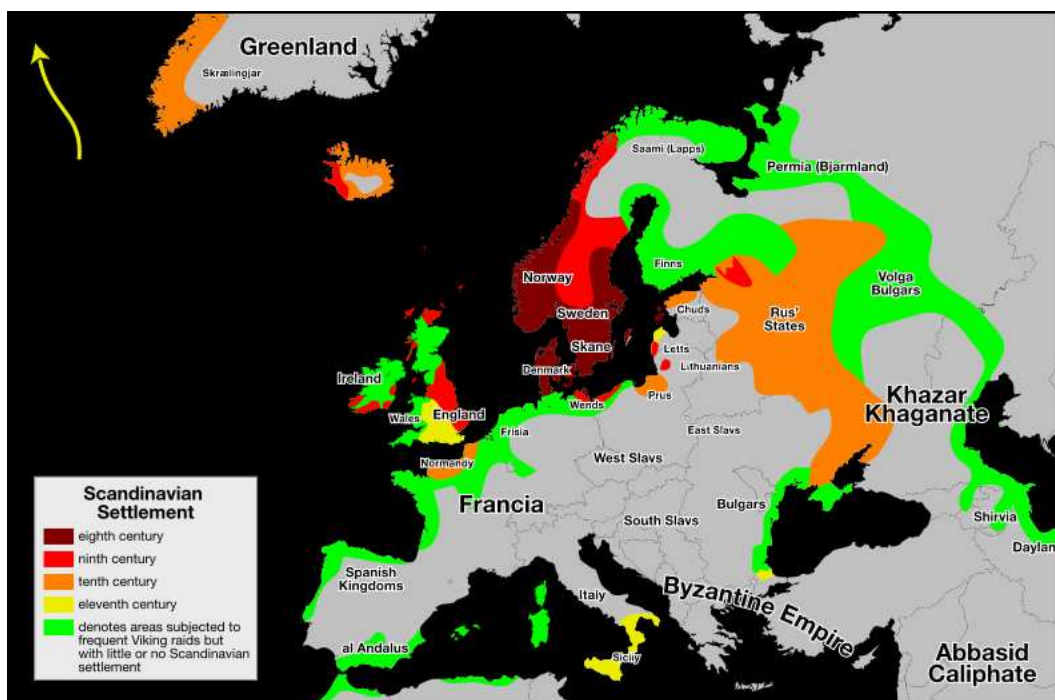 Greenland
Skrælingjar
Saami (Lapps)
Permia (Bjarmland)
Norway
Finns
Volga
Bulgars
Sweden
Chuds
Rus'
States
Skane
Letts
Lithuanians
Denmark
Ireland
Khazar
Khaganate
Wends
Prus
Wales
England
Frisia
East Slavs
Normandy
West Slavs
Francia
Bulgars
South Slavs
Shirvia
Daylam
Spanish
Kingdoms
Italy
Byzantine Empire
al Andalus
Sicily
Abbasid
Caliphate
Scandinavian
Settlement
eighth century
ninth century
tenth century
eleventh century
denotes areas subjected to
frequent Viking raids but
with little or no Scandinavian
settlement